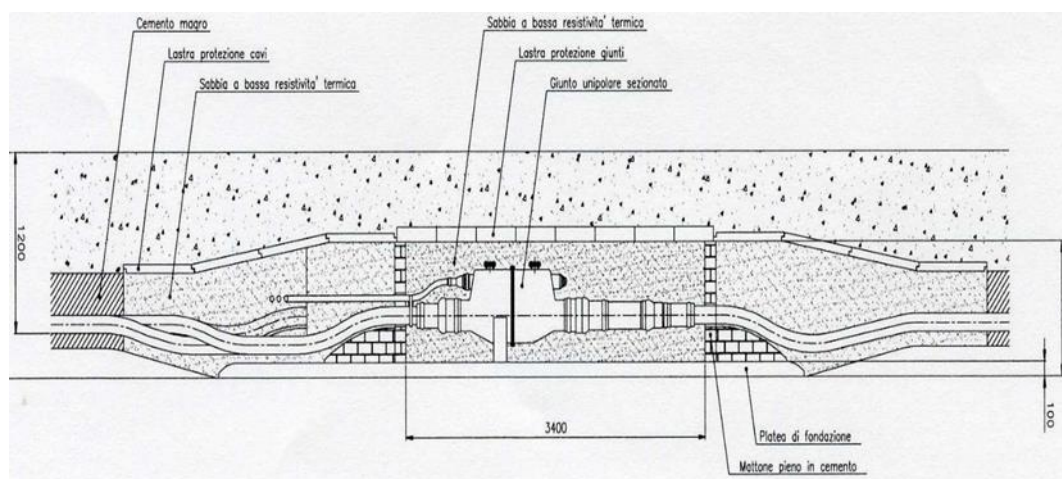 Cemento magro
Sabbia a bassa resistivita' termica
Lastra protezione cavi
Lastra protezione giunti
Sabbia a bassa resistivita' termica
Giunto unipolare sezionato
1200
3400
100
Platea di fondazione
Mattone pieno in cemento